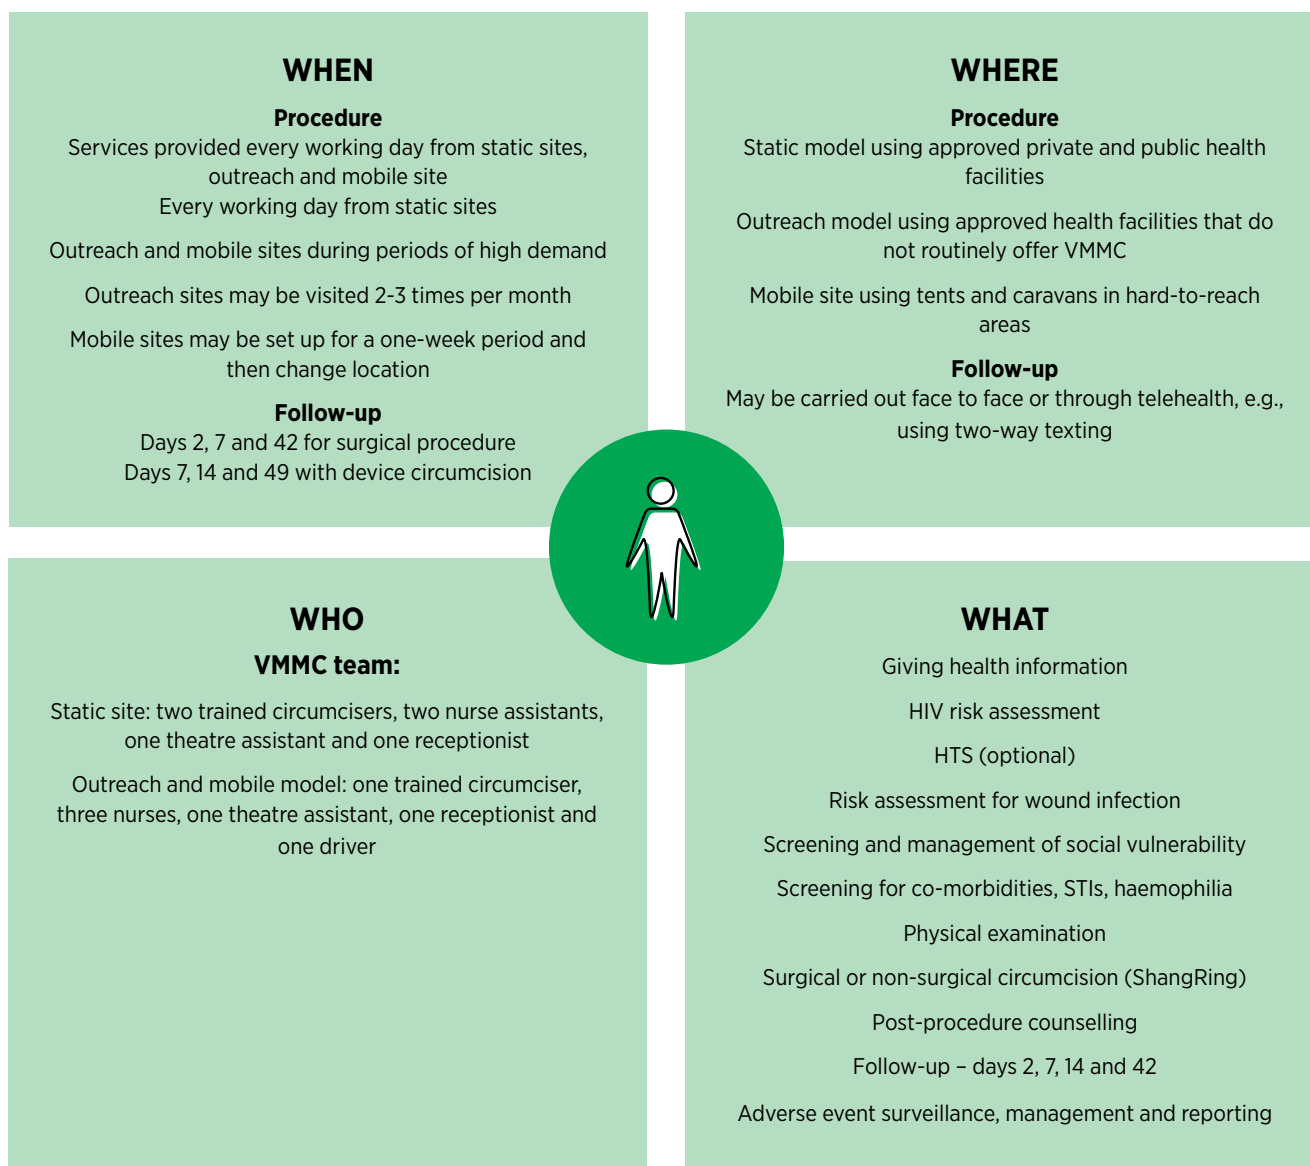 WHEN
Procedure
Services provided every working day from static sites,
outreach and mobile site
Every working day from static sites
Outreach and mobile sites during periods of high demand
Outreach sites may be visited 2-3 times per month
Mobile sites may be set up for a one-week period and
then change location
Follow-up
Days 2, 7 and 42 for surgical procedure
Days 7, 14 and 49 with device circumcision
WHERE
Procedure
Static model using approved private and public health
facilities
Outreach model using approved health facilities that do
not routinely offer VMMC
Mobile site using tents and caravans in hard-to-reach
areas
Follow-up
May be carried out face to face or through telehealth, e.g.,
using two-way texting
WHO
VMMC team:
Static site: two trained circumcisers, two nurse assistants,
one theatre assistant and one receptionist
Outreach and mobile model: one trained circumciser,
three nurses, one theatre assistant, one receptionist and
one driver
WHAT
Giving health information
HIV risk assessment
HTS (optional)
Risk assessment for wound infection
Screening and management of social vulnerability
Screening for co-morbidities, STIs, haemophilia
Physical examination
Surgical or non-surgical circumcision (ShangRing)
Post-procedure counselling
Follow-up – days 2, 7, 14 and 42
Adverse event surveillance, management and reporting